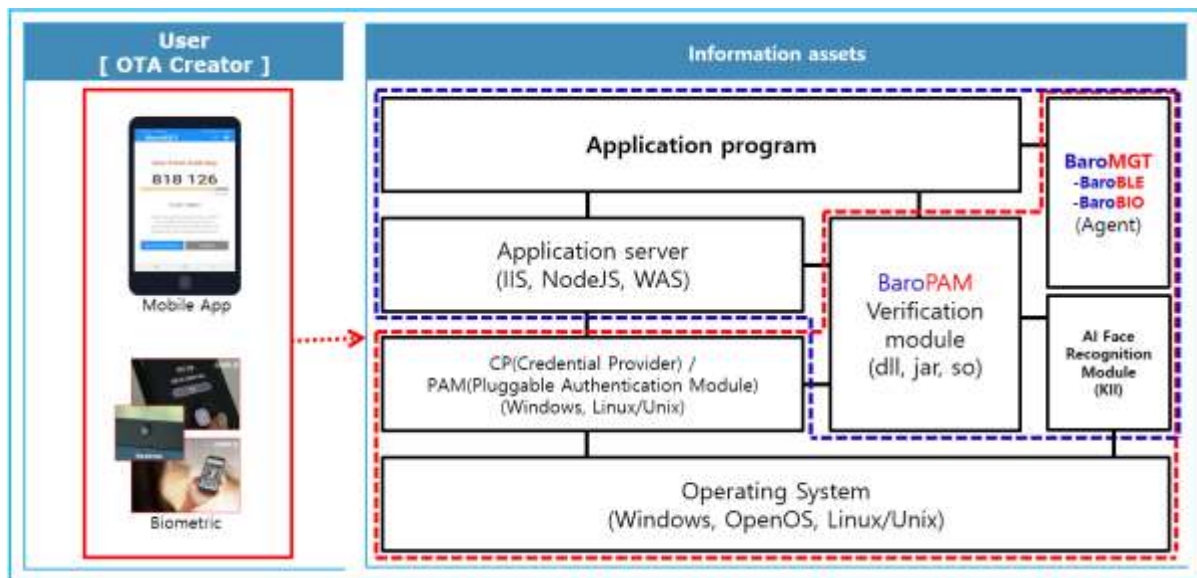 User
[ OTA Creator ]
818 126
Mobile App
Biometric
Information assets
Application program
BaroMGT
-BaroBLE
-BaroBIO
(Agent)
Application server
(IIS, NodeJS, WAS)
BaroPAM
Verification
module
(dll, jar, so)
CP(Credential Provider) /
PAM(Pluggable Authentication Module)
(Windows, Linux/Unix)
AI Face
Recognition
Module
(KII)
Operating System
(Windows, OpenOS, Linux/Unix)